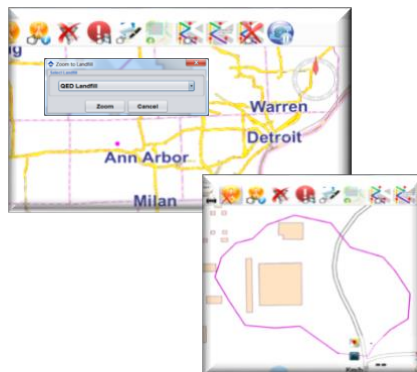 Zoom to Landfill
Select Landfill
QED Landfill
Zoom Cancel
Warren
Detroit
Ann Arbor
Milan